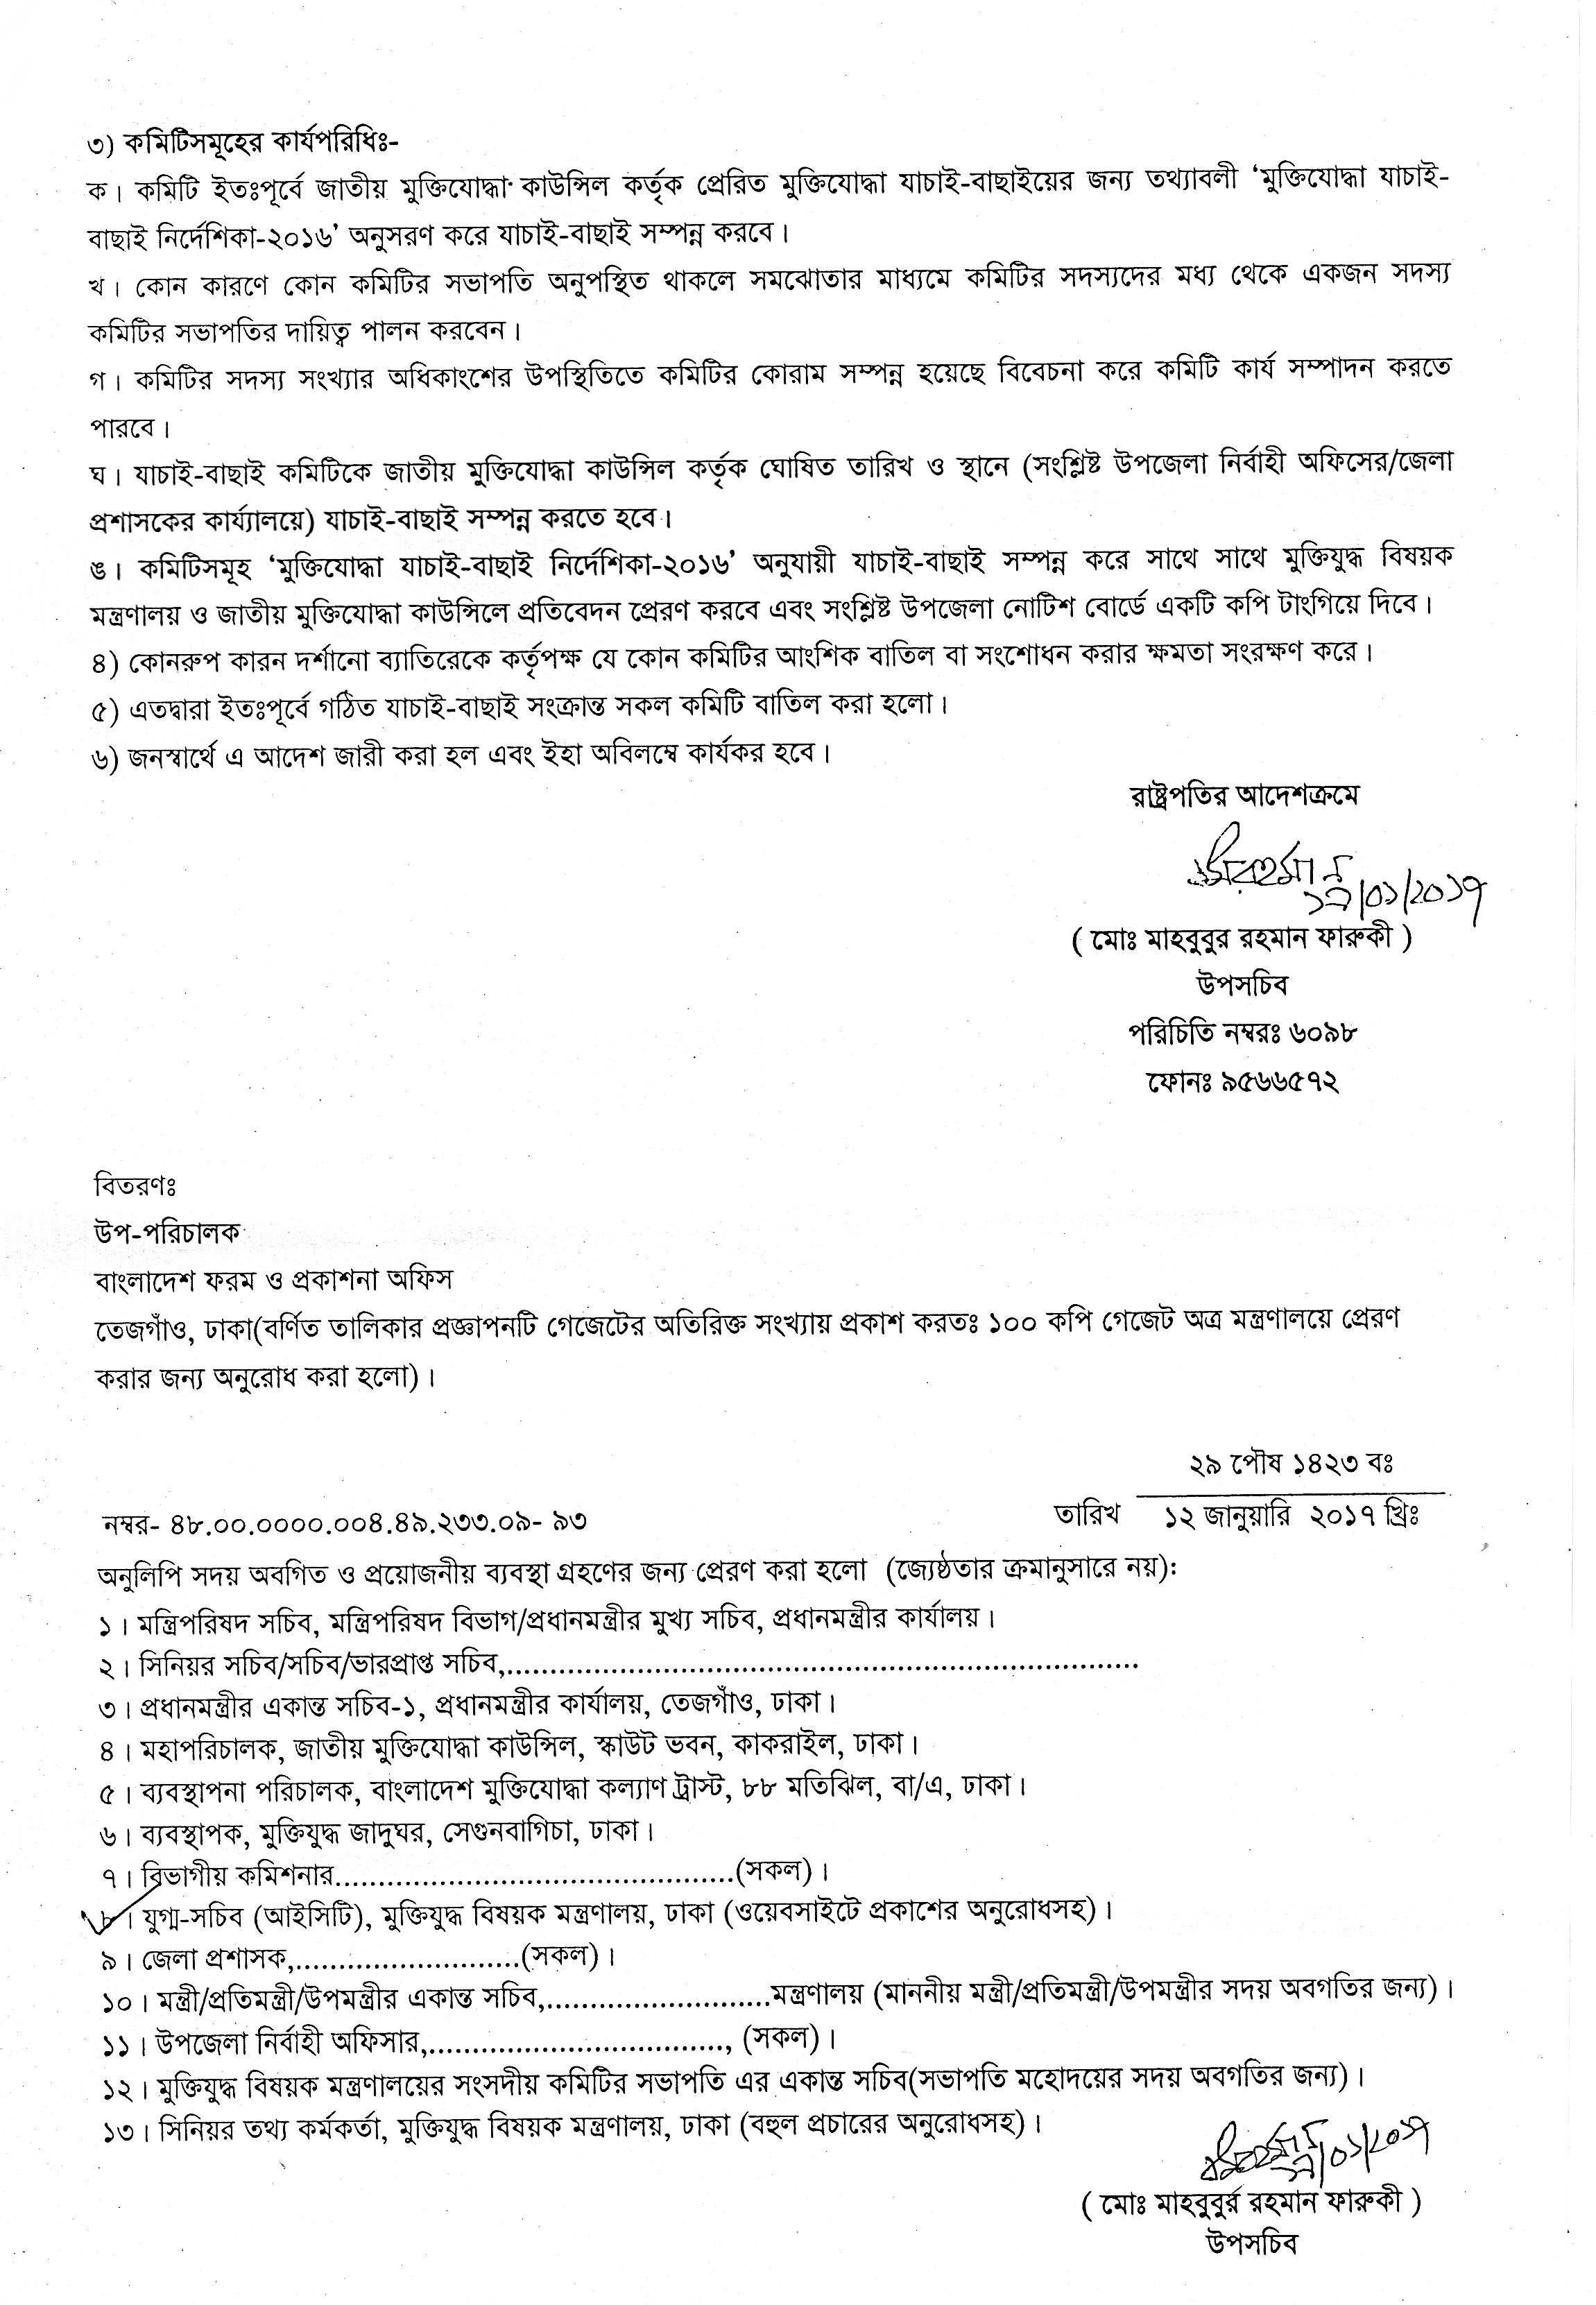 ৩) কমিটিসমূহের কার্যপরিধিঃ-
ক। কমিটি ইতঃপূর্বে জাতীয় মুক্তিযোদ্ধা কাউন্সিল কর্তৃক প্রেরিত মুক্তিযোদ্ধা যাচাই-বাছাইয়ের জন্য তথ্যাবলী ‘মুক্তিযোদ্ধা যাচাই-
বাছাই নির্দেশিকা-২০১৬’ অনুসরণ করে যাচাই-বাছাই সম্পন্ন করবে।
খ। কোন কারণে কোন কমিটির সভাপতি অনুপস্থিত থাকলে সমঝোতার মাধ্যমে কমিটির সদস্যদের মধ্য থেকে একজন সদস্য
কমিটির সভাপতির দায়িত্ব পালন করবেন।
গ। কমিটির সদস্য সংখ্যার অধিকাংশের উপস্থিতিতে কমিটির কোরাম সম্পন্ন হয়েছে বিবেচনা করে কমিটি কার্য সম্পাদন করতে
পারবে।
ঘ। যাচাই-বাছাই কমিটিকে জাতীয় মুক্তিযোদ্ধা কাউন্সিল কর্তৃক ঘোষিত তারিখ ও স্থানে (সংশ্লিষ্ট উপজেলা নির্বাহী অফিসের/জেলা
প্রশাসকের কার্য্যালয়ে) যাচাই-বাছাই সম্পন্ন করতে হবে।
ঙ। কমিটিসমূহ ‘মুক্তিযোদ্ধা যাচাই-বাছাই নির্দেশিকা-২০১৬’ অনুযায়ী যাচাই-বাছাই সম্পন্ন করে সাথে সাথে মুক্তিযুদ্ধ বিষয়ক
মন্ত্রণালয় ও জাতীয় মুক্তিযোদ্ধা কাউন্সিলে প্রতিবেদন প্রেরণ করবে এবং সংশ্লিষ্ট উপজেলা নোটিশ বোর্ডে একটি কপি টাংগিয়ে দিবে।
৪) কোনরুপ কারন দর্শানো ব্যাতিরেকে কর্তৃপক্ষ যে কোন কমিটির আংশিক বাতিল বা সংশোধন করার ক্ষমতা সংরক্ষণ করে।
৫) এতদ্বারা ইতঃপূর্বে গঠিত যাচাই-বাছাই সংক্রান্ত সকল কমিটি বাতিল করা হলো।
৬) জনস্বার্থে এ আদেশ জারী করা হল এবং ইহা অবিলম্বে কার্যকর হবে।
রাষ্ট্রপতির আদেশক্রমে
১২/০১/২০১৭
( মোঃ মাহবুবুর রহমান ফারুকী )
উপসচিব
পরিচিতি নম্বরঃ ৬০৯৮
ফোনঃ ৯৫৬৬৫৭২
বিতরণঃ
উপ-পরিচালক
বাংলাদেশ ফরম ও প্রকাশনা অফিস
তেজগাঁও, ঢাকা(বর্ণিত তালিকার প্রজ্ঞাপনটি গেজেটের অতিরিক্ত সংখ্যায় প্রকাশ করতঃ ১০০ কপি গেজেট অত্র মন্ত্রণালয়ে প্রেরণ
করার জন্য অনুরোধ করা হলো)।
২৯ পৌষ ১৪২৩ বঃ
নম্বর- ৪৮.০০.০০০০.০০৪.৪৯.২৩৩.০৯- ৯৩ তারিখ ১২ জানুয়ারি ২০১৭ খ্রিঃ
অনুলিপি সদয় অবগিত ও প্রয়োজনীয় ব্যবস্থা গ্রহণের জন্য প্রেরণ করা হলো (জ্যেষ্ঠতার ক্রমানুসারে নয়):
১। মন্ত্রিপরিষদ সচিব, মন্ত্রিপরিষদ বিভাগ/প্রধানমন্ত্রীর মুখ্য সচিব, প্রধানমন্ত্রীর কার্যালয়।
২। সিনিয়র সচিব/সচিব/ভারপ্রাপ্ত সচিব,..........................................................................
৩। প্রধানমন্ত্রীর একান্ত সচিব-১, প্রধানমন্ত্রীর কার্যালয়, তেজগাঁও, ঢাকা।
৪। মহাপরিচালক, জাতীয় মুক্তিযোদ্ধা কাউন্সিল, স্কাউট ভবন, কাকরাইল, ঢাকা।
৫। ব্যবস্থাপনা পরিচালক, বাংলাদেশ মুক্তিযোদ্ধা কল্যাণ ট্রাস্ট, ৮৮ মতিঝিল, বা/এ, ঢাকা।
৬। ব্যবস্থাপক, মুক্তিযুদ্ধ জাদুঘর, সেগুনবাগিচা, ঢাকা।
৭। বিভাগীয় কমিশনার...............................................(সকল)।
৮। যুগ্ম-সচিব (আইসিটি), মুক্তিযুদ্ধ বিষয়ক মন্ত্রণালয়, ঢাকা (ওয়েবসাইটে প্রকাশের অনুরোধসহ)।
৯। জেলা প্রশাসক,..........................(সকল)।
১০। মন্ত্রী/প্রতিমন্ত্রী/উপমন্ত্রীর একান্ত সচিব,..........................মন্ত্রণালয় (মাননীয় মন্ত্রী/প্রতিমন্ত্রী/উপমন্ত্রীর সদয় অবগতির জন্য)।
১১। উপজেলা নির্বাহী অফিসার,..................................., (সকল)।
১২। মুক্তিযুদ্ধ বিষয়ক মন্ত্রণালয়ের সংসদীয় কমিটির সভাপতি এর একান্ত সচিব(সভাপতি মহোদয়ের সদয় অবগতির জন্য)।
১৩। সিনিয়র তথ্য কর্মকর্তা, মুক্তিযুদ্ধ বিষয়ক মন্ত্রণালয়, ঢাকা (বহুল প্রচারের অনুরোধসহ)।
( মোঃ মাহবুবুর রহমান ফারুকী )
উপসচিব